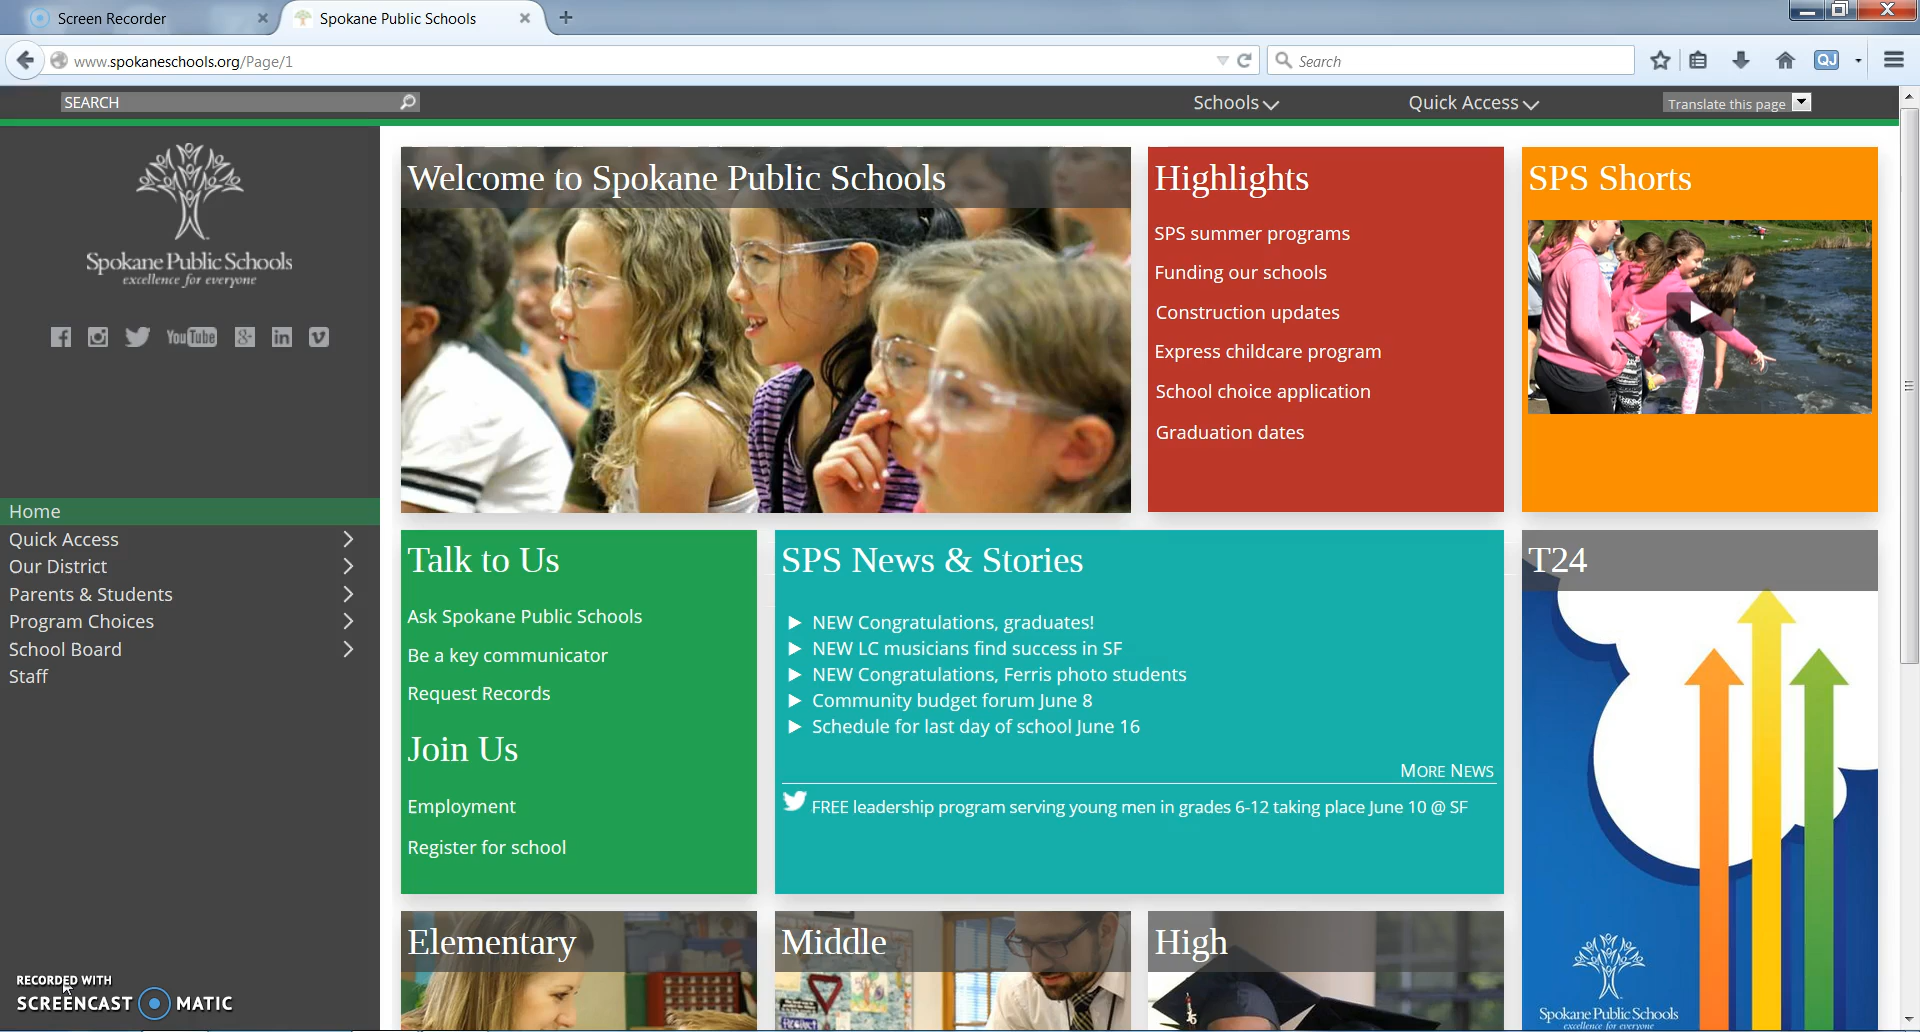 Screen Recorder
Spokane Public Schools
www.spokaneschools.org/Page/1
Search
SEARCH
Schools
Quick Access
Translate this page
Spokane Public Schools
excellence for everyone
You Tube
g+
in
Home
Quick Access
Our District
Parents & Students
Program Choices
School Board
Staff
Welcome to Spokane Public Schools
Highlights
SPS summer programs
Funding our schools
Construction updates
Express childcare program
School choice application
Graduation dates
SPS Shorts
Talk to Us
Ask Spokane Public Schools
Be a key communicator
Request Records
Join Us
Employment
Register for school
SPS News & Stories
NEW Congratulations, graduates!
NEW LC musicians find success in SF
NEW Congratulations, Ferris photo students
Community budget forum June 8
Schedule for last day of school June 16
MORE NEWS
FREE leadership program serving young men in grades 6-12 taking place June 10 @ SF
T24
Spokane Public Schools
excellence for everyone
Elementary
Middle
High
QJ
RECORDED WITH
SCREENCAST MATIC